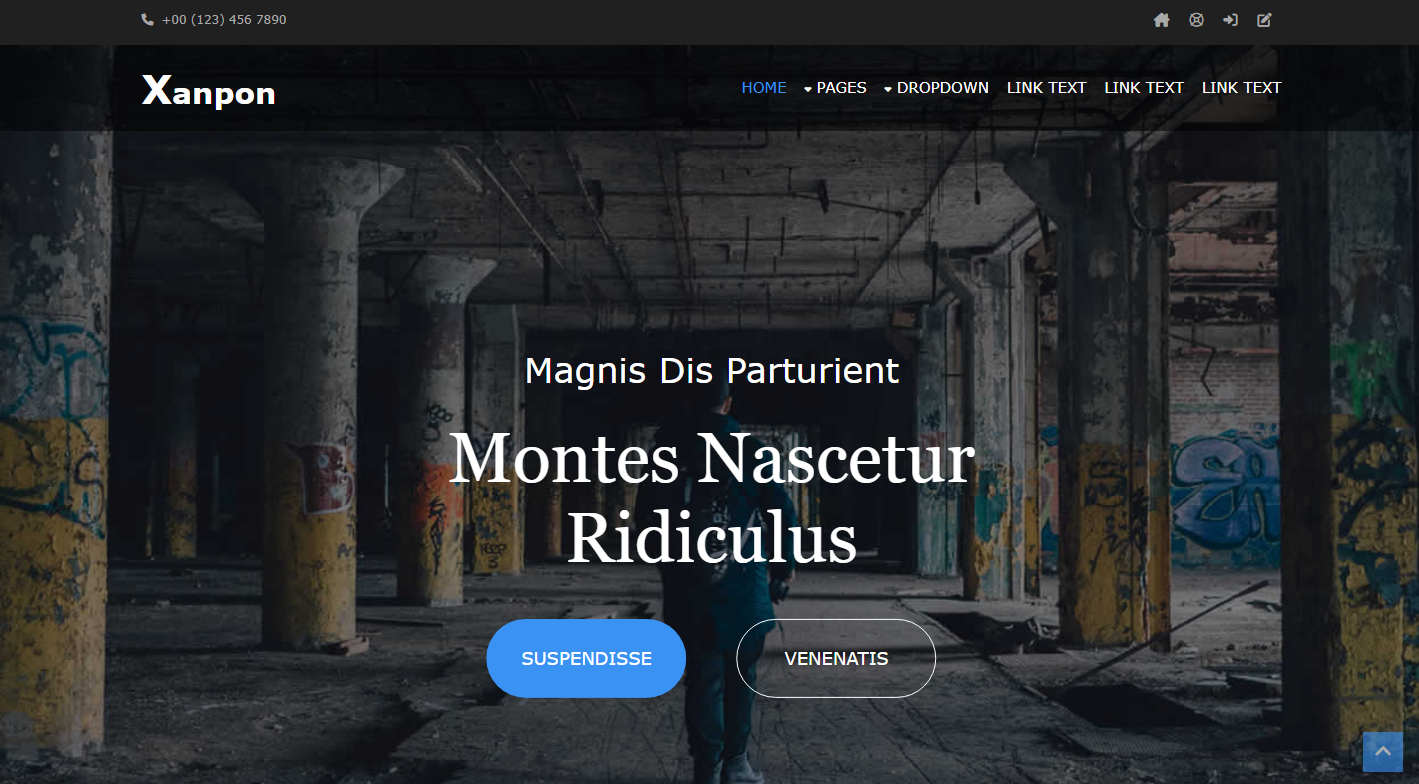 +00 (123) 456 7890
Xanpon
HOME PAGES DROPDOWN LINK TEXT LINK TEXT LINK TEXT
Magnis Dis Parturient
Montes Nascetur
Ridiculus
SUSPENDISSE VENENATIS